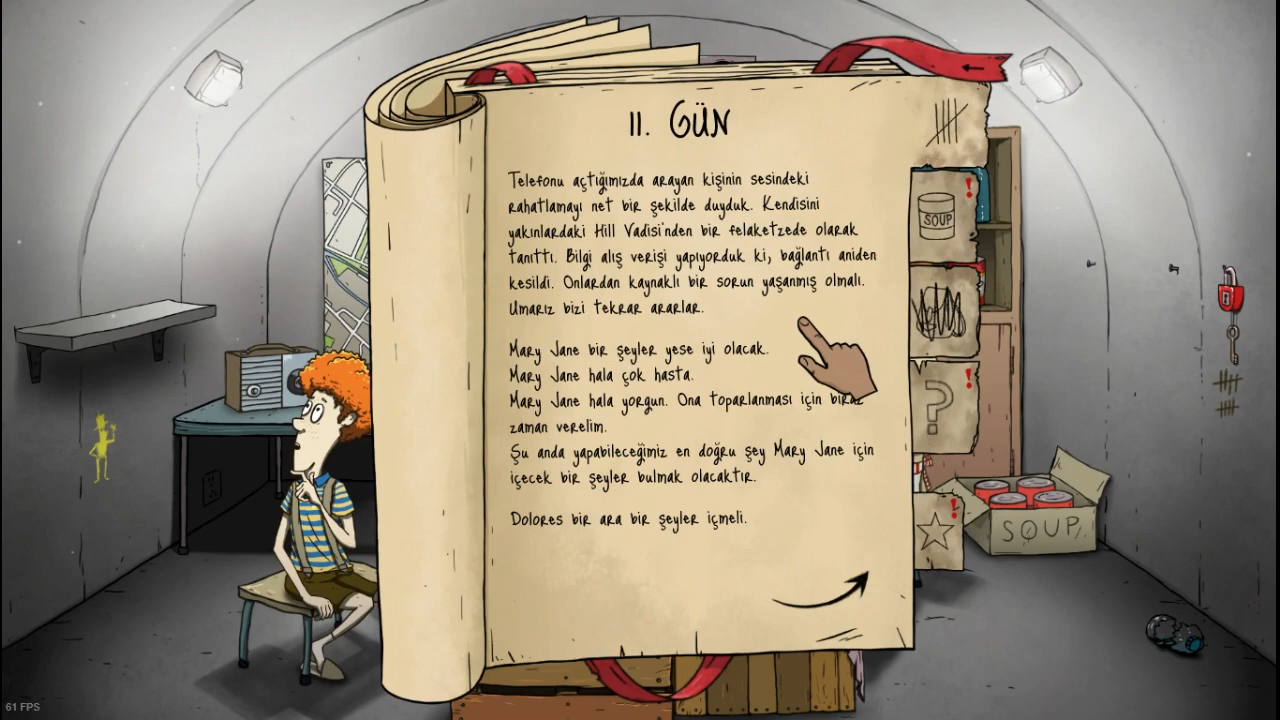 11. GÜN
Telefonu açtığımızda arayan kişinin sesindeki
rahatlamayı net bir şekilde duyduk. Kendisini
yakınlardaki Hill Vadisi'nden bir felaketzede olarak
tanıttı. Bilgi alış verişi yapıyorduk ki, bağlantı aniden
kesildi. Onlardan kaynaklı bir sorun yaşanmış olmalı.
Umarız bizi tekrar ararlar.
Mary Jane bir şeyler yese iyi olacak.
Mary Jane hala çok hasta.
Mary Jane hala yorgun. Ona toparlanması için biraz
zaman verelim.
Şu anda yapabileceğimiz en doğru şey Mary Jane için
içecek bir şeyler bulmak olacaktır.
Dolores bir ara bir şeyler içmeli.
!
SOUP
!
?
!
SOUP
61 FPS